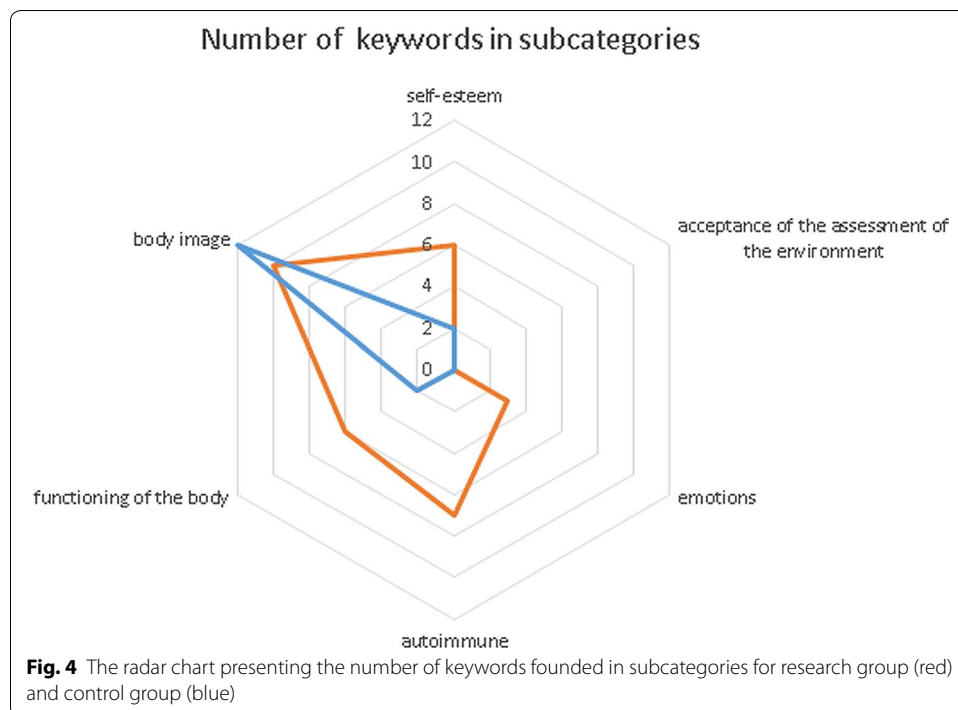 Number of keywords in subcategories
self-esteem
12
10
8
6
4
2
0
acceptance of the assessment of
the environment
body image
functioning of the body
emotions
autoimmune
Fig. 4 The radar chart presenting the number of keywords founded in subcategories for research group (red)
and control group (blue)